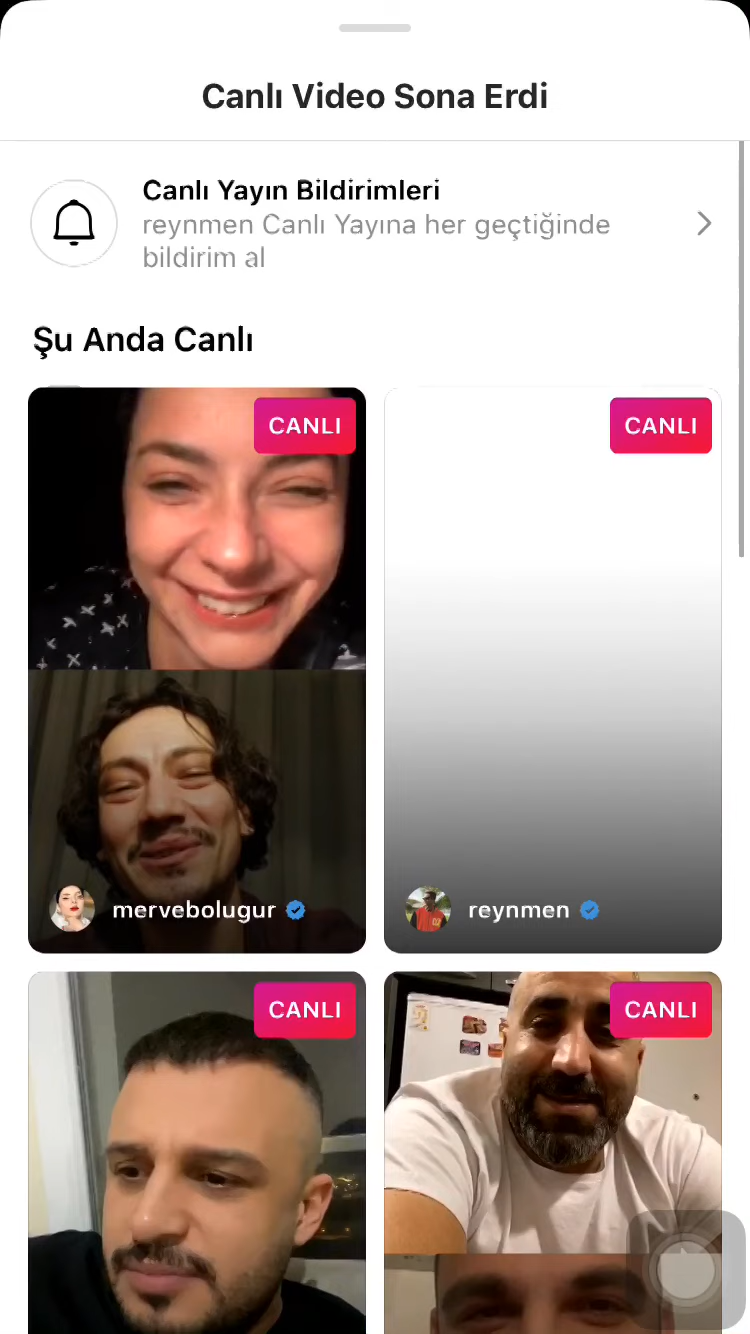 Canlı Video Sona Erdi
Canlı Yayın Bildirimleri
reynmen Canlı Yayına her geçtiğinde
bildirim al
Şu Anda Canlı
CANLI
CANLI
mervebolugur
reynmen
CANLI
CANLI